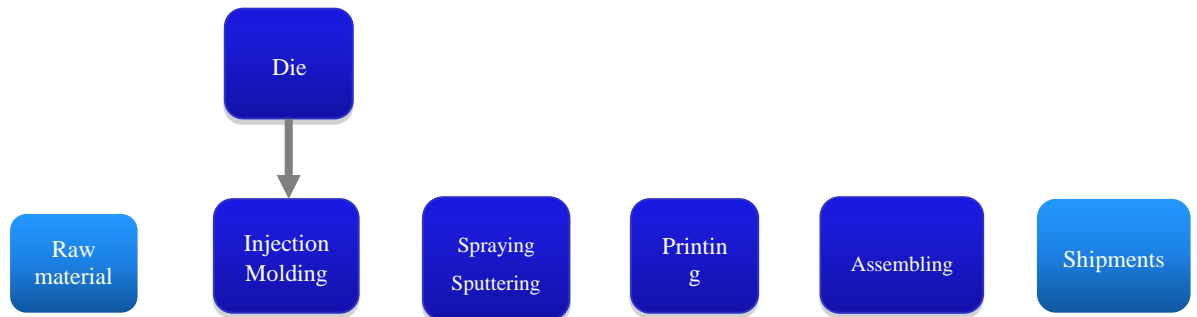 Die
Raw
material
Injection
Molding
Spraying
Sputtering
Printin
g
Assembling
Shipments